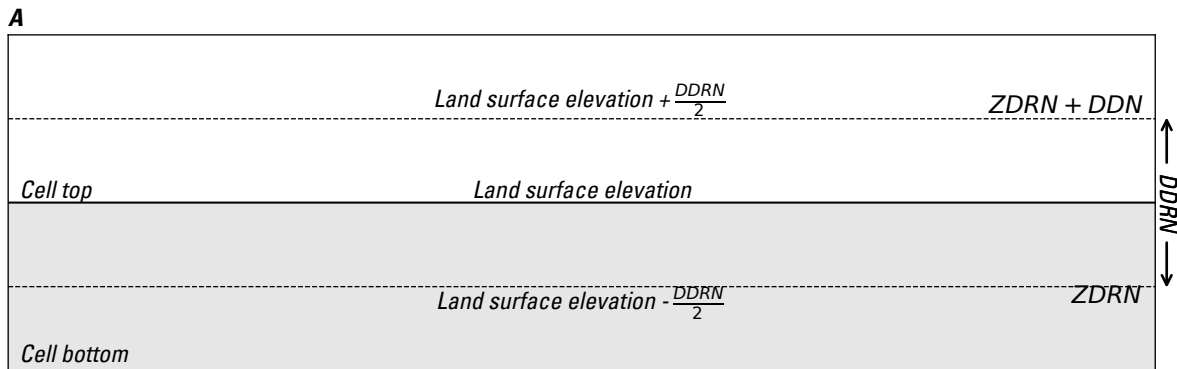 A
Land surface elevation + DDRN/2
ZDRN + DDN
Cell top
Land surface elevation
DDRN
Land surface elevation - DDRN/2
ZDRN
Cell bottom